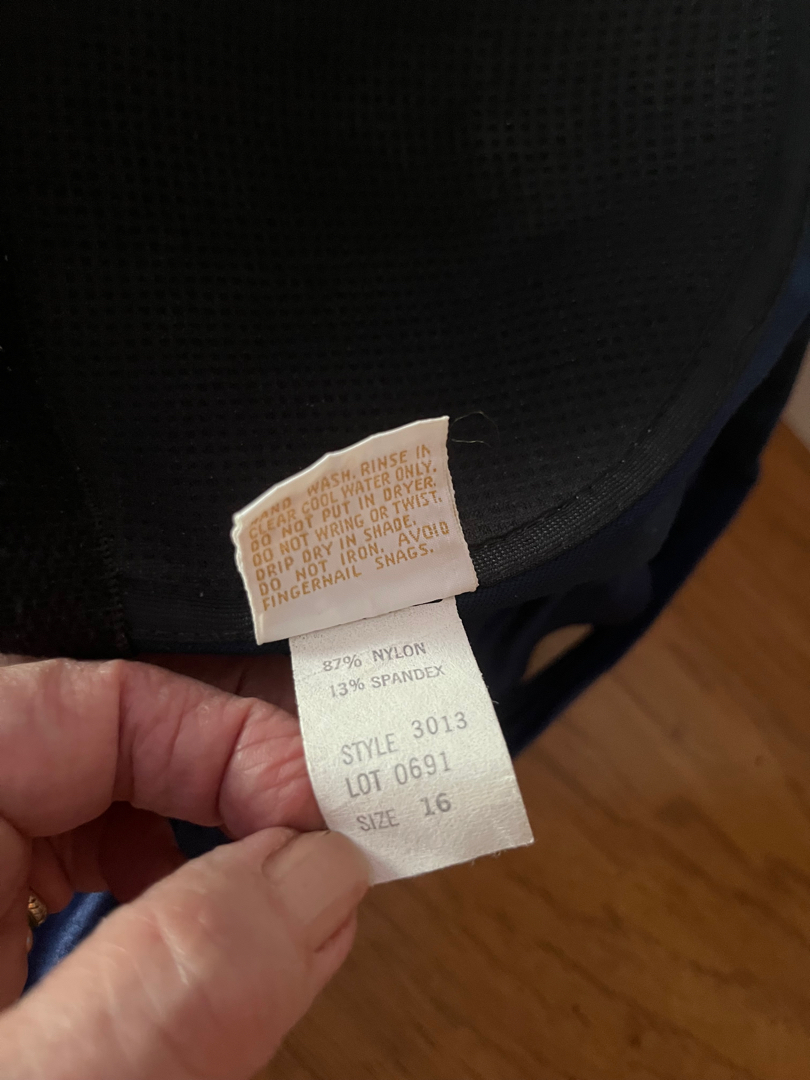 HAND WASH. RINSE IN
CLEAR COOL WATER ONLY.
DO NOT PUT IN DRYER.
DO NOT WRING OR TWIST.
DRIP DRY IN SHADE.
DO NOT IRON. AVOID
FINGERNAIL SNAGS.
87% NYLON
13% SPANDEX
STYLE 3013
LOT 0691
SIZE 16